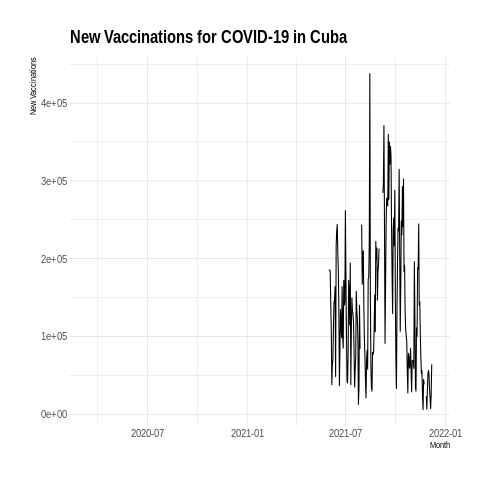 New Vaccinations for COVID-19 in Cuba
New Vaccinations
4e+05
3e+05
2e+05
1e+05
0e+00
2020-07 2021-01 2021-07 2022-01
Month